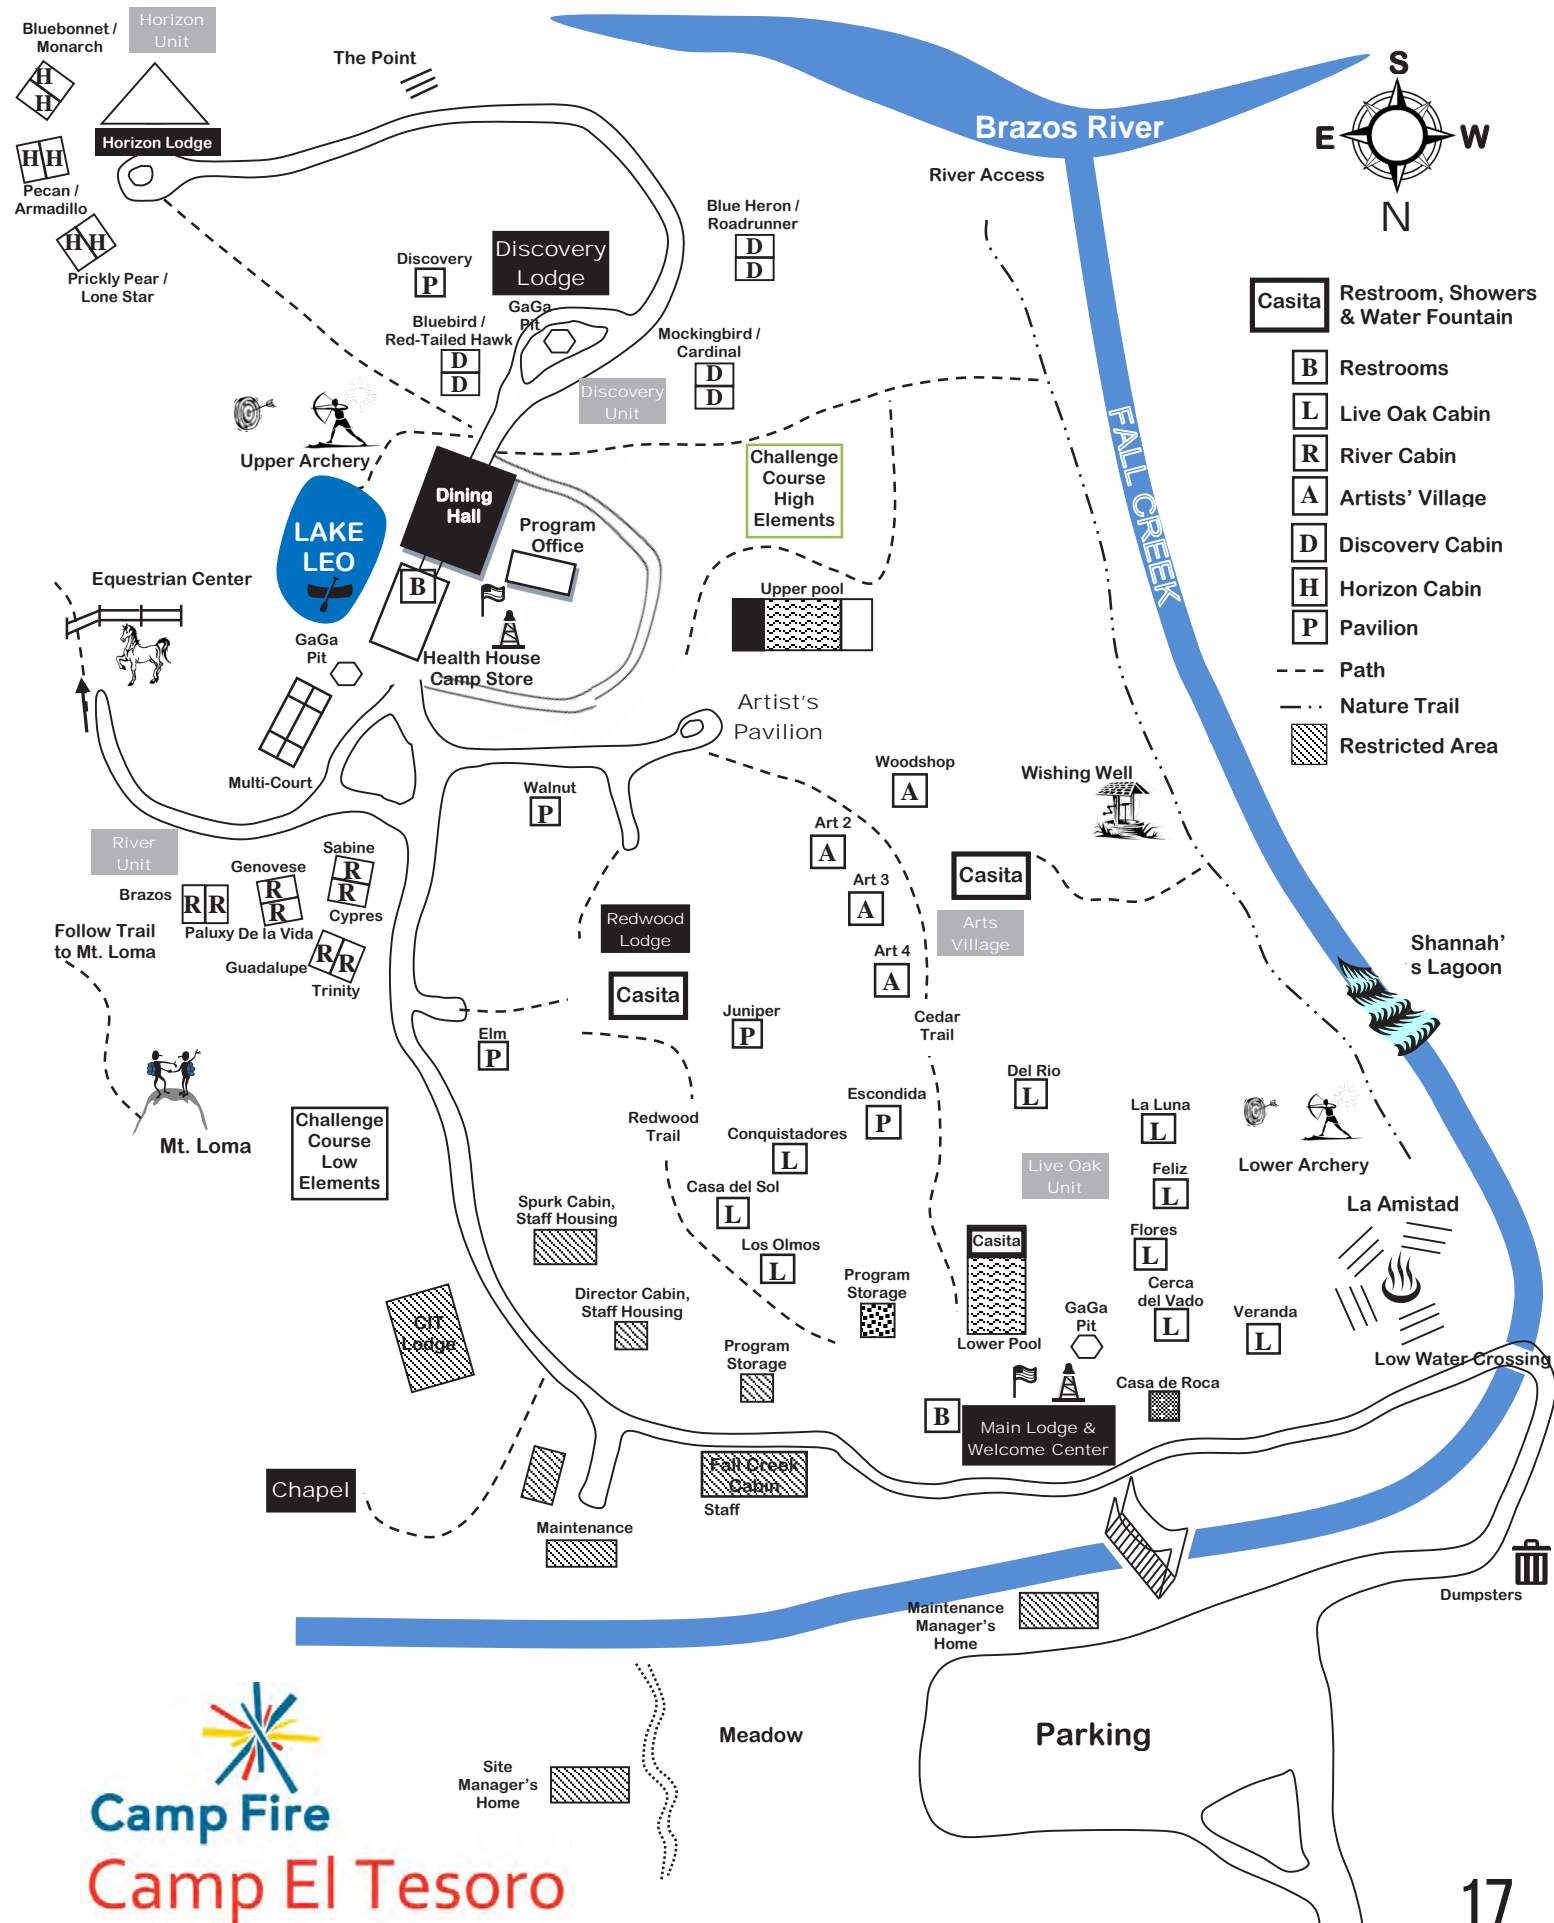 Bluebonnet /
Monarch
Horizon
Unit
H
H
Horizon Lodge
H H
Pecan /
Armadillo
H H
Prickly Pear /
Lone Star
The Point
Brazos River
River Access
S
E
W
N
Casita
Restroom, Showers
& Water Fountain
B
Restrooms
L
Live Oak Cabin
R
River Cabin
A
Artists' Village
D
Discovery Cabin
H
Horizon Cabin
P
Pavilion
Path
Nature Trail
Restricted Area
Discovery
P
Discovery
Lodge
GaGa
Pit
Blue Heron /
Roadrunner
D
D
Bluebird /
Red-Tailed Hawk
D
D
Mockingbird /
Cardinal
D
D
Discovery
Unit
Upper Archery
LAKE
LEO
Dining
Hall
Program
Office
B
Challenge
Course
High
Elements
FALL CREEK
Equestrian Center
Upper pool
GaGa
Pit
Health House
Camp Store
Multi-Court
Artist's
Pavilion
Walnut
P
Woodshop
A
Wishing Well
Art 2
A
Art 3
A
Art 4
A
Casita
Arts
Village
River
Unit
Brazos
R R
Paluxy
Genovese
R
R
De la Vida
Sabine
R
R
Cypres
Guadalupe
R R
Trinity
Follow Trail
to Mt. Loma
Mt. Loma
Redwood
Lodge
Casita
Elm
P
Juniper
P
Cedar
Trail
Shannah'
s Lagoon
Challenge
Course
Low
Elements
Redwood
Trail
Escondida
P
Conquistadores
L
Casa del Sol
L
Los Olmos
L
Del Rio
L
La Luna
L
Live Oak
Unit
Feliz
L
Flores
L
Cerca
del Vado
L
Veranda
L
Lower Archery
La Amistad
Spurk Cabin,
Staff Housing
Director Cabin,
Staff Housing
Program
Storage
Program
Storage
Casita
Lower Pool
GaGa
Pit
Low Water Crossing
CIT
Lodge
Casa de Roca
B
Main Lodge &
Welcome Center
Chapel
Fall Creek
Cabin
Staff
Maintenance
Maintenance
Manager's
Home
Dumpsters
Meadow
Parking
Site
Manager's
Home
Camp Fire
Camp El Tesoro
17